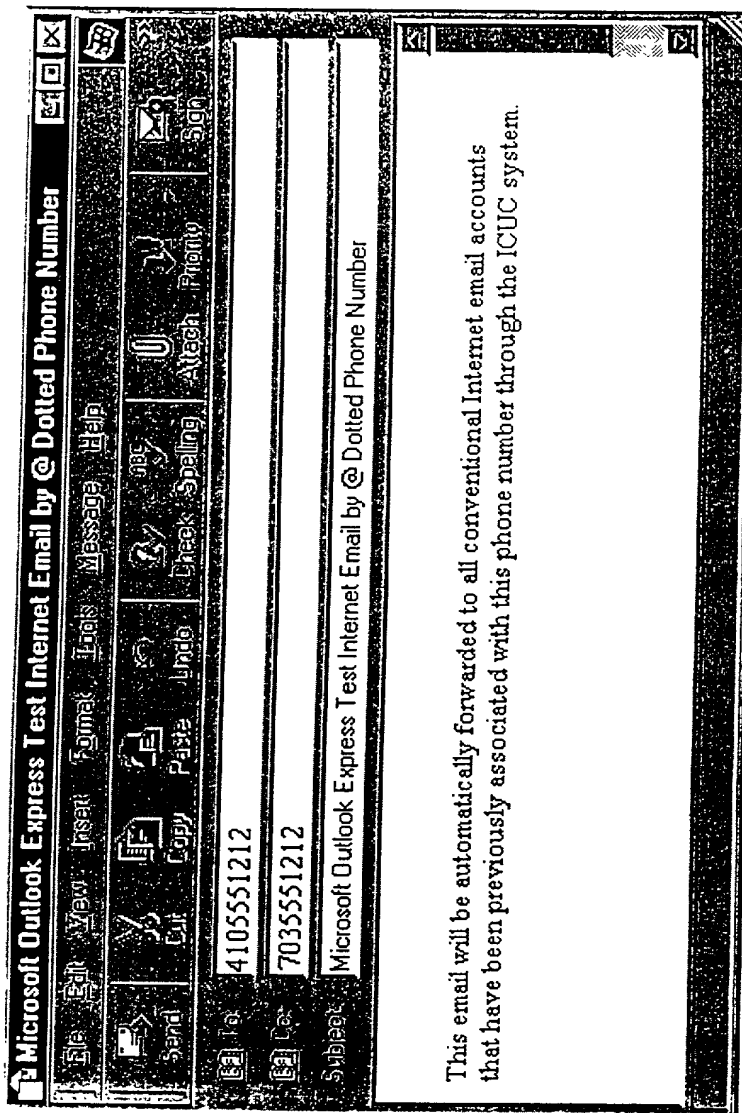 Microsoft Outlook Express Test Internet Email by @ Dotted Phone Number
File Edit View Insert Format Tools Message Help
Send Cut Copy Paste Undo Check Spelling Attach Priority Sign
To: 4105551212
Cc: 7035551212
Subject: Microsoft Outlook Express Test Internet Email by @ Dotted Phone Number
This email will be automatically forwarded to all conventional Internet email accounts
that have been previously associated with this phone number through the ICUC system.